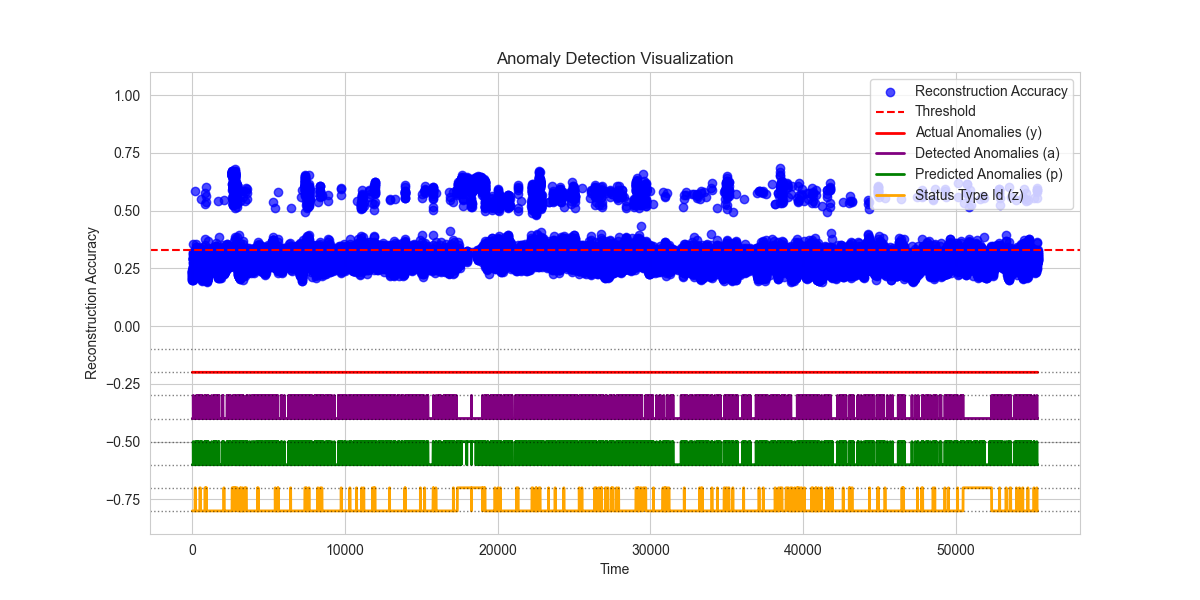 Anomaly Detection Visualization
Reconstruction Accuracy
1.00
0.75
0.50
0.25
0.00
−0.25
−0.50
−0.75
Reconstruction Accuracy
Threshold
Actual Anomalies (y)
Detected Anomalies (a)
Predicted Anomalies (p)
Status Type Id (z)
0
10000
20000
30000
40000
50000
Time